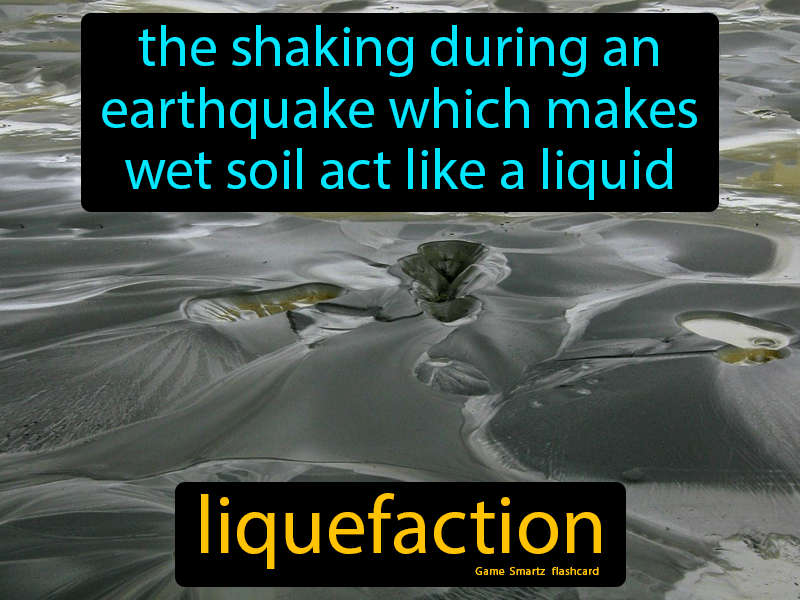 the shaking during an
earthquake which makes
wet soil act like a liquid
liquefaction
Game Smartz flashcard